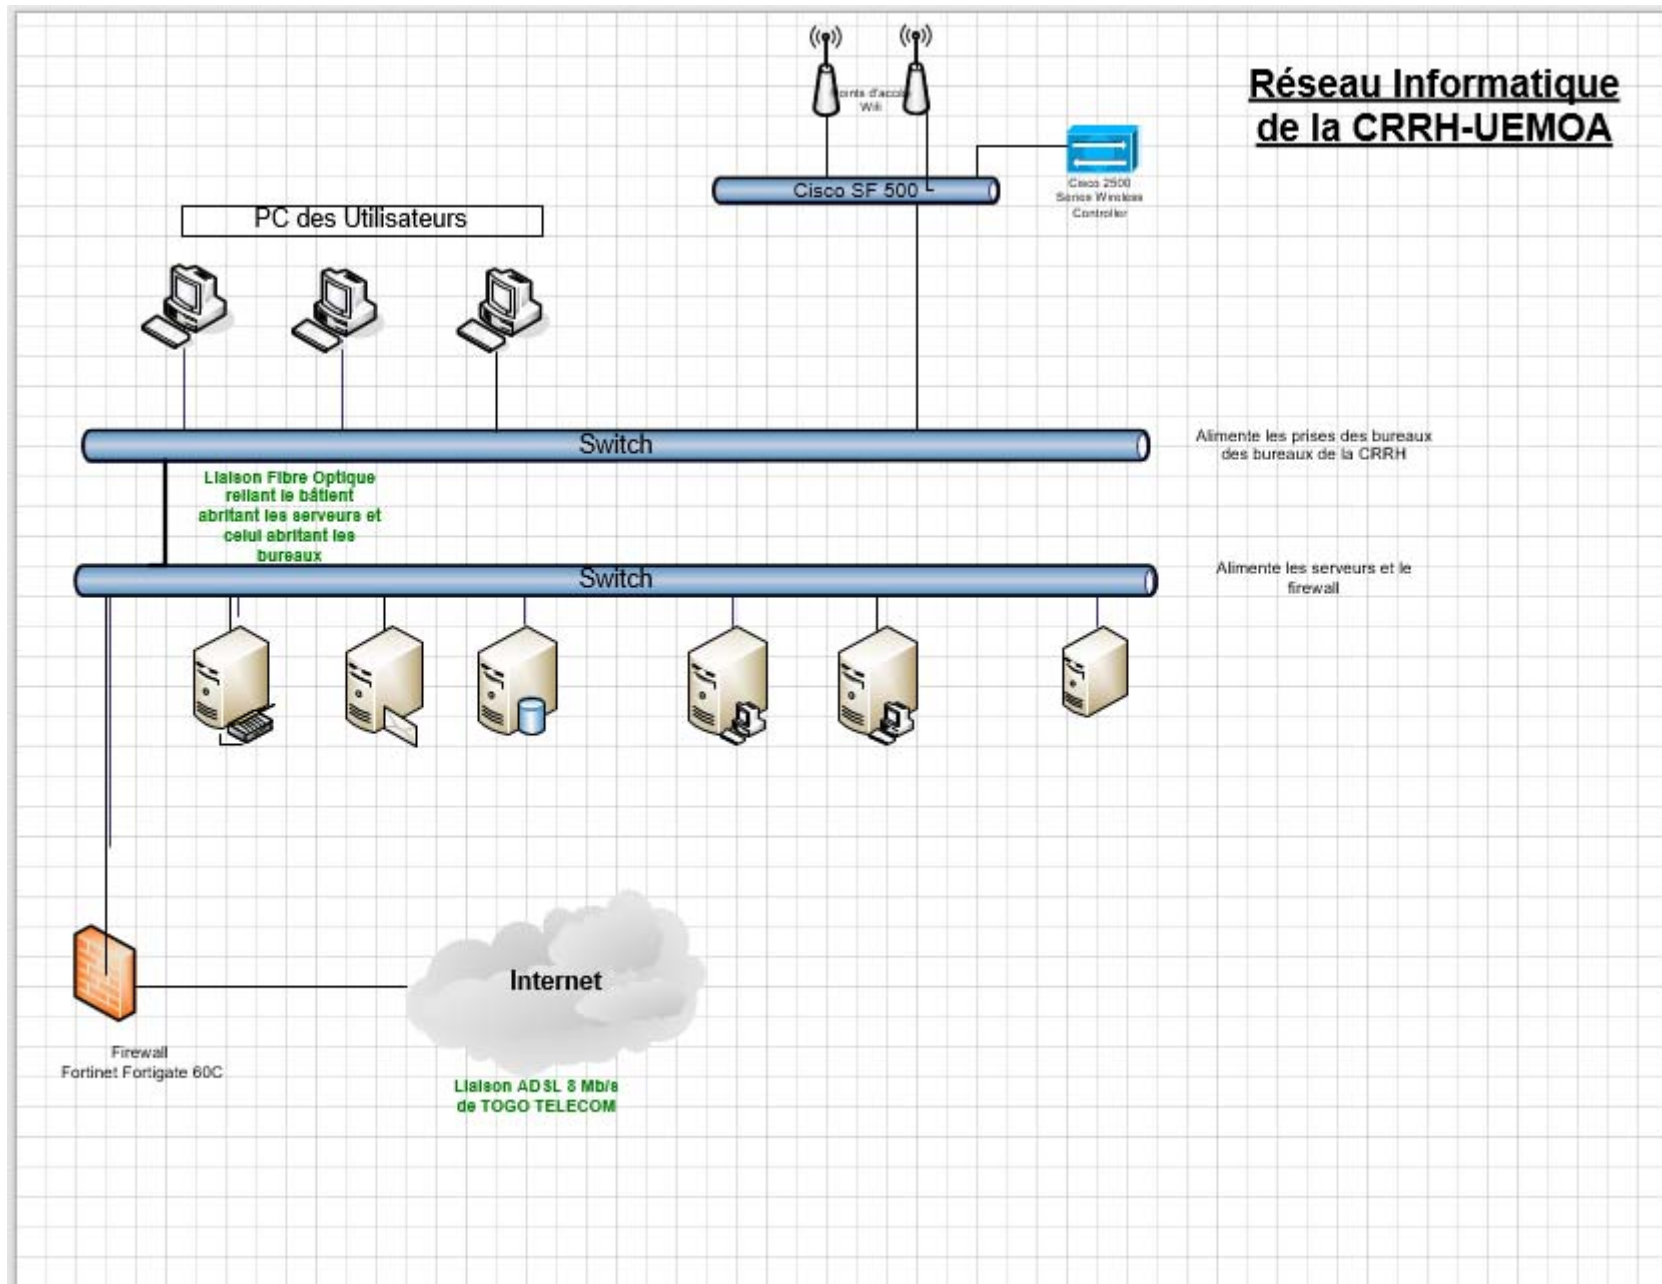 Réseau Informatique
de la CRRH-UEMOA
Points d'accès
Wifi
Cisco SF 500
Cisco 2500
Series Wireless
Controller
PC des Utilisateurs
Switch
Alimente les prises des bureaux
des bureaux de la CRRH
Liaison Fibre Optique
reliant le bâtient
abritant les serveurs et
celui abritant les
bureaux
Switch
Alimente les serveurs et le
firewall
Internet
Firewall
Fortinet Fortigate 60C
Liaison ADSL 8 Mb/s
de TOGO TELECOM